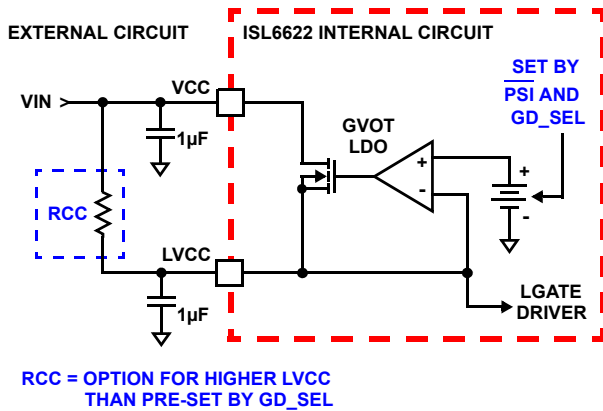 EXTERNAL CIRCUIT
ISL6622 INTERNAL CIRCUIT
SET BY
PSI AND
GD_SEL
VCC
VIN
GVOT
LDO
1µF
+
-
+
-
RCC
LVCC
1µF
LGATE
DRIVER
RCC = OPTION FOR HIGHER LVCC
THAN PRE-SET BY GD_SEL